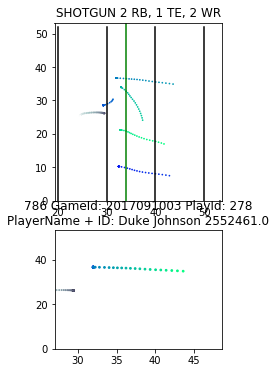 SHOTGUN 2 RB, 1 TE, 2 WR
50
40
30
20
10
0
20 30 40 50
786 GameId: 2017091003 PlayId: 278
PlayerName + ID: Duke Johnson 2552461.0
40
20
0
30 35 40 45